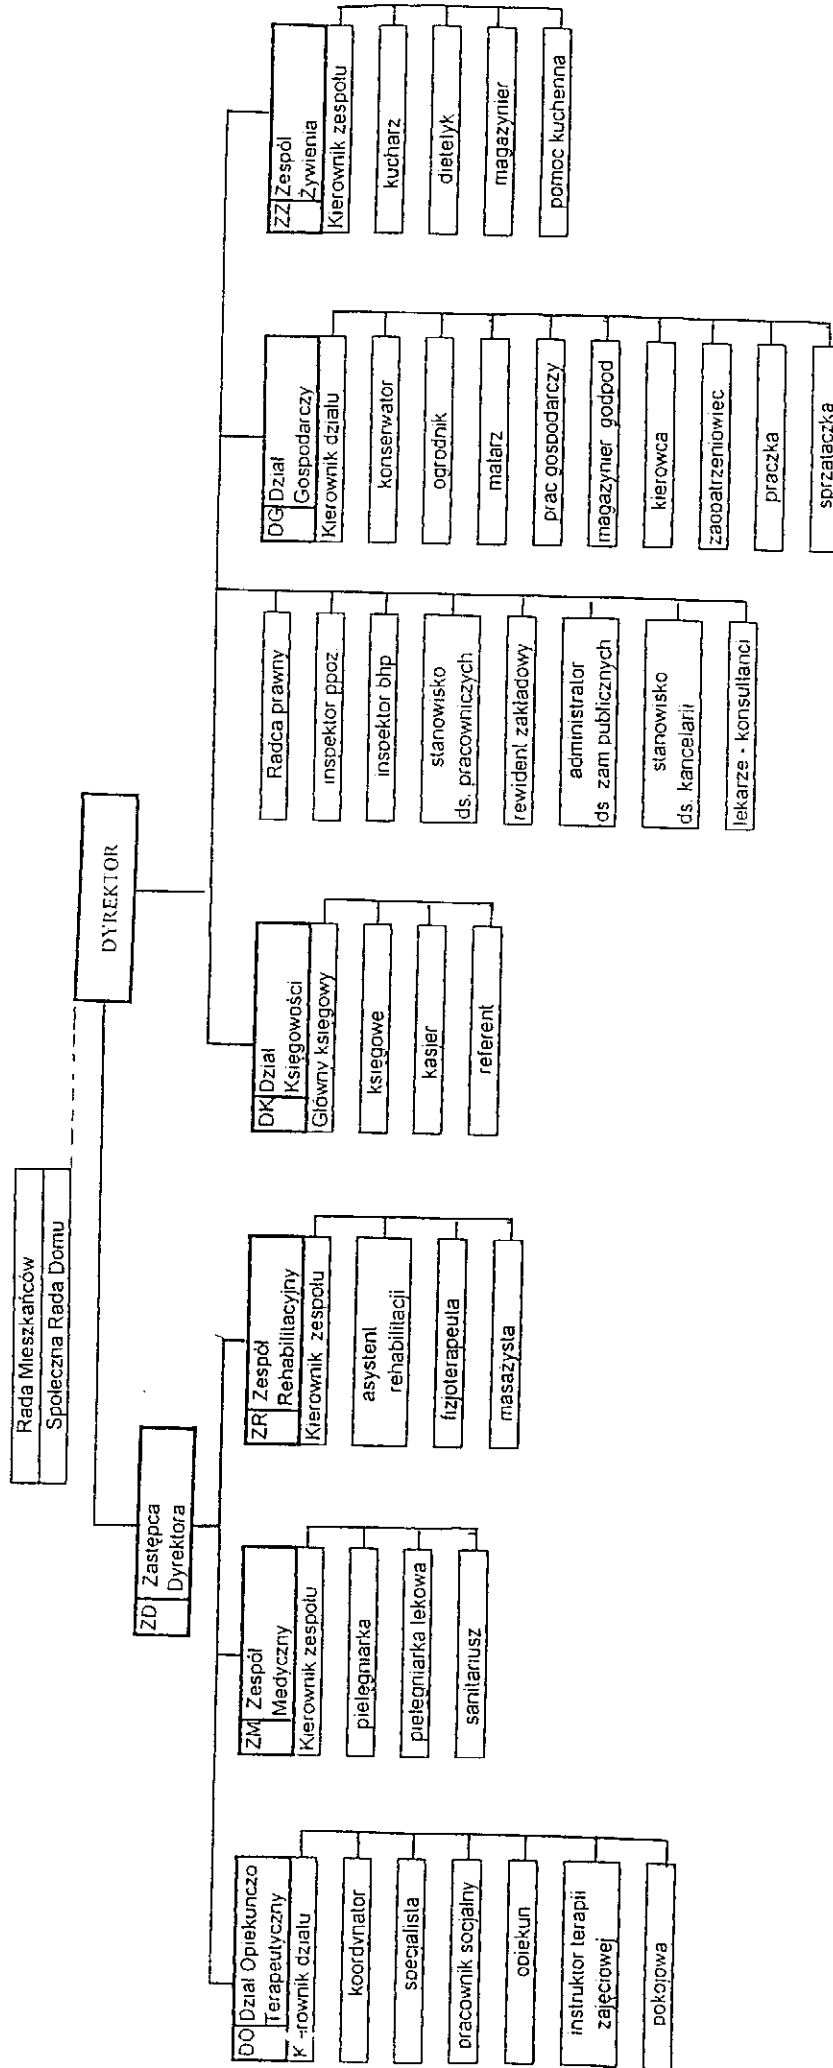 Rada Mieszkańców
Społeczna Rada Domu
DYREKTOR
ZD Zastępca
Dyrektora
DO Dział Opiekunczo
Terapeutyczny
działu
koordynator
specjalista
pracownik socjalny
opiekun
instruktor terapii
zajęciowej
pokojowa
ZM Zespół
Medyczny
Kierownik zespołu
pielęgniarka
pielęgniarka lekowa
sanitariusz
ZR Zespół
Rehabilitacyjny
Kierownik zespołu
asystent
rehabilitacji
fizjoterapeuta
masażysta
DK Dział
Księgowości
Główny księgowy
księgowe
kasjer
referent
Radca prawny
inspektor ppoż
inspektor bhp
stanowisko
ds. pracowniczych
rewident zakładowy
administrator
ds zam publicznych
stanowisko
ds. kancelarii
lekarze - konsultanci
DG Dział
Gospodarczy
Kierownik działu
konserwator
ogrodnik
malarz
prac gospodarczy
magazynier godpod
kierowca
zaopatrzeniowiec
praczka
sprzątaczka
ZZ Zespół
Żywienia
Kierownik zespołu
kucharz
dietetyk
magazynier
pomoc kuchenna